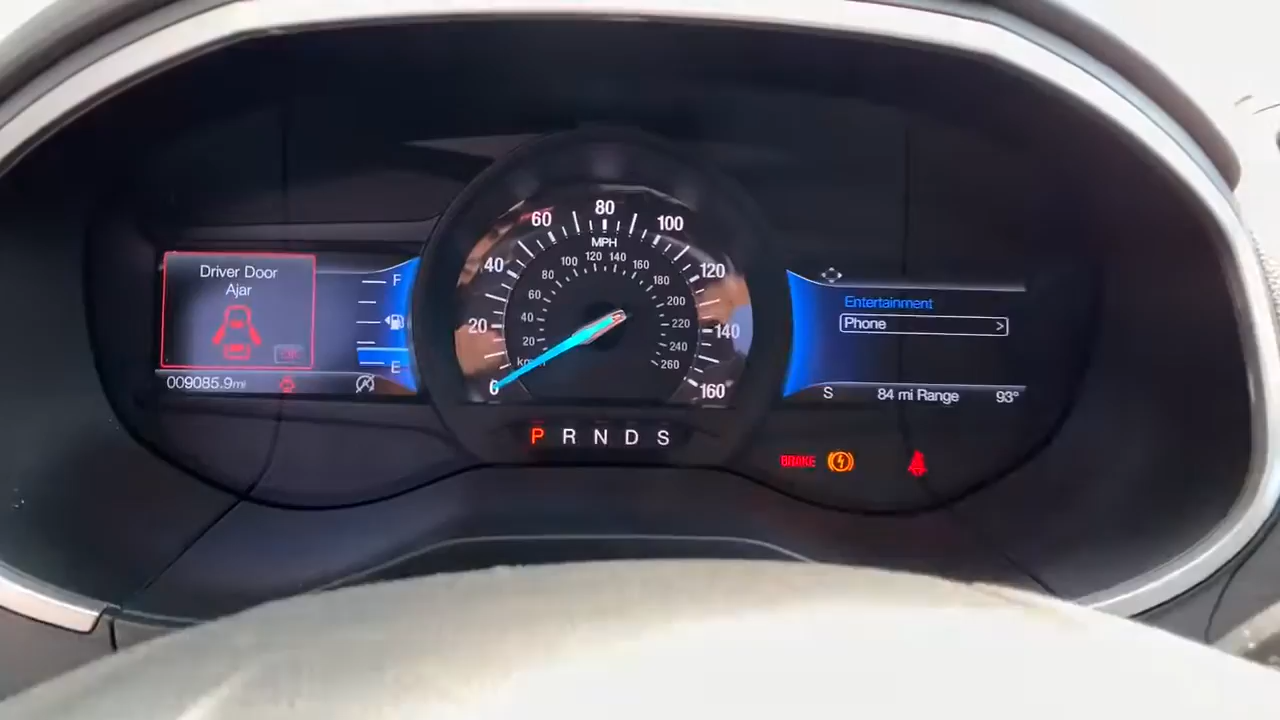 Driver Door
Ajar
OK
009085.9mi
F
E
0 20 40 60 80 100 120 140 160
MPH
20 40 60 80 100 120 140 160 180 200 220 240 260
P R N D S
Entertainment
Phone >
S 84 mi Range 93°
BRAKE